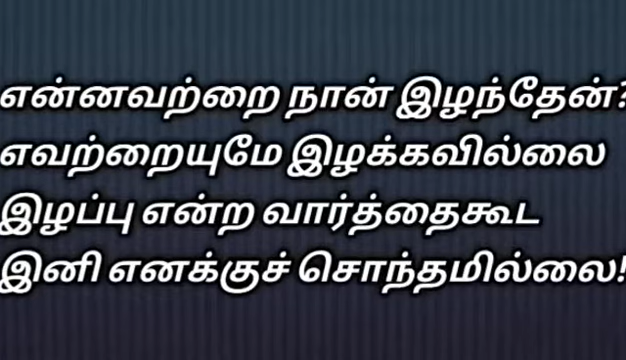 என்னவற்றை நான் இழந்தேன்?
எவற்றையுமே இழக்கவில்லை
இழப்பு என்ற வார்த்தைகூட
இனி எனக்குச் சொந்தமில்லை!